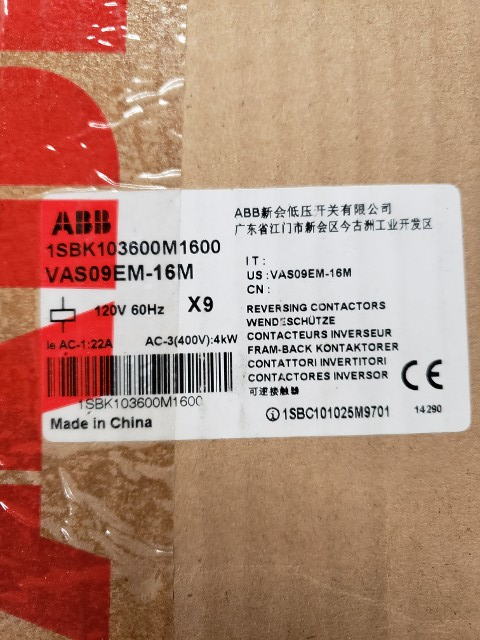 ABB
1SBK103600M1600
VAS09EM-16M
120V 60Hz X9
Ie AC-1:22A AC-3(400V):4kW
1SBK103600M1600
Made in China
ABB新会低压开关有限公司
广东省江门市新会区今古洲工业开发区
IT:
US:VAS09EM-16M
CN:
REVERSING CONTACTORS
WENDESCHÜTZE
CONTACTEURS INVERSEUR
FRAM-BACK KONTAKTORER
CONTATTORI INVERTITORI
CONTACTORES INVERSOR
可逆接触器
CE
1SBC101025M9701
14290